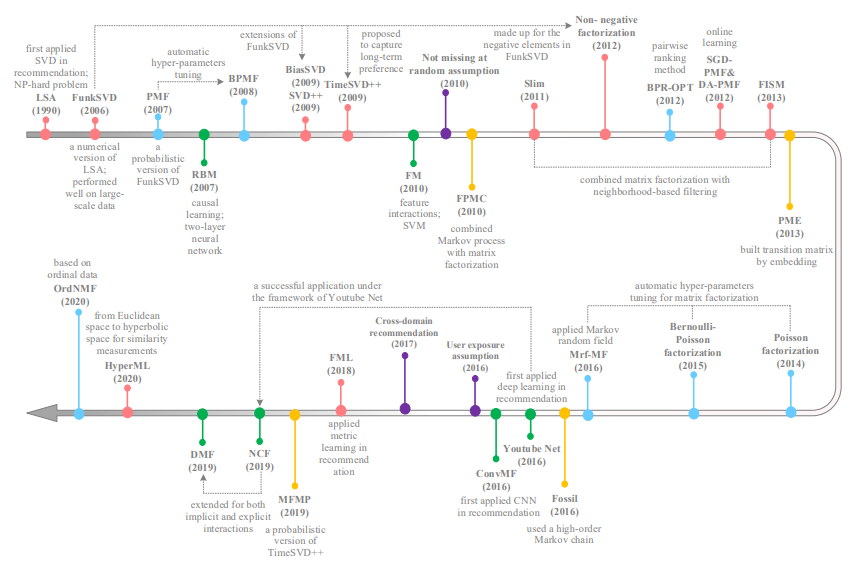 first applied
SVD in
recommendation;
NP-hard problem
LSA
(1990)
FunkSVD
(2006)
a numerical
version of
LSA;
performed
well on large-
scale data
automatic
hyper-parameters
tuning
PMF
(2007)
a
probabilistic
version of
FunkSVD
RBM
(2007)
causal
learning;
two-layer
neural
network
BPMF
(2008)
extensions of
FunkSVD
BiasSVD
(2009)
SVD++
(2009)
proposed
to capture
long-term
preference
TimeSVD++
(2009)
FM
(2010)
feature
interactions;
SVM
Not missing at
random assumption
(2010)
FPMC
(2010)
combined
Markov process
with matrix
factorization
made up for the
negative elements in
FunkSVD
Slim
(2011)
Non- negative
factorization
(2012)
pairwise
ranking
method
BPR-OPT
(2012)
online
learning
SGD-
PMF&
DA-PMF
(2012)
FISM
(2013)
combined matrix factorization with
neighborhood-based filtering
PME
(2013)
built transition matrix
by embedding
automatic hyper-parameters
tuning for matrix factorization
Poisson
factorization
(2014)
Bernoulli-
Poisson
factorization
(2015)
applied Markov
random field
Mrf-MF
(2016)
Fossil
(2016)
used a high-order
Markov chain
first applied
deep learning in
recommendation
Youtube Net
(2016)
ConvMF
(2016)
first applied CNN
in recommendation
User exposure
assumption
(2016)
Cross-domain
recommendation
(2017)
FML
(2018)
applied
metric
learning in
recommend
ation
MFMP
(2019)
a probabilistic
version of
TimeSVD++
a successful application under
the framework of Youtube Net
NCF
(2019)
DMF
(2019)
extended for both
implicit and explicit
interactions
from Euclidean
space to hyperbolic
space for similarity
measurements
HyperML
(2020)
based on
ordinal data
OrdNMF
(2020)